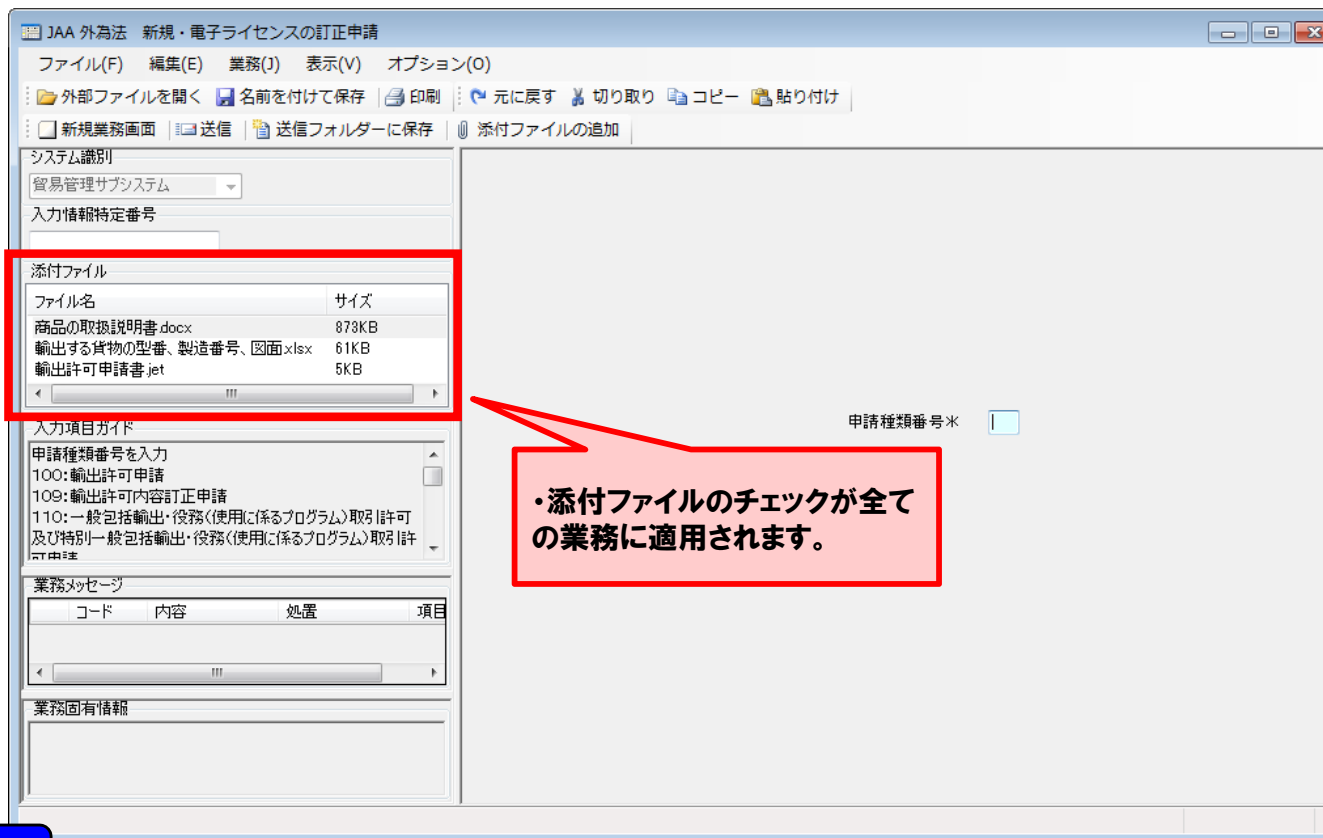 JAA 外為法　新規・電子ライセンスの訂正申請
ファイル(F)　編集(E)　業務(J)　表示(V)　オプション(O)
外部ファイルを開く　名前を付けて保存　印刷　元に戻す　切り取り　コピー　貼り付け
新規業務画面　送信　送信フォルダーに保存　添付ファイルの追加
システム識別
貿易管理サブシステム
入力情報特定番号
添付ファイル
ファイル名　サイズ
商品の取扱説明書.docx　873KB
輸出する貨物の型番、製造番号、図面.xlsx　61KB
輸出許可申請書.jet　5KB
申請種類番号*
入力項目ガイド
申請種類番号を入力
100:輸出許可申請
109:輸出許可内容訂正申請
110:一般包括輸出・役務(使用に係るプログラム)取引許可
及び特別一般包括輸出・役務(使用に係るプログラム)取引許
可申請
・添付ファイルのチェックが全て
の業務に適用されます。
業務メッセージ
コード　内容　処置　項目
業務固有情報